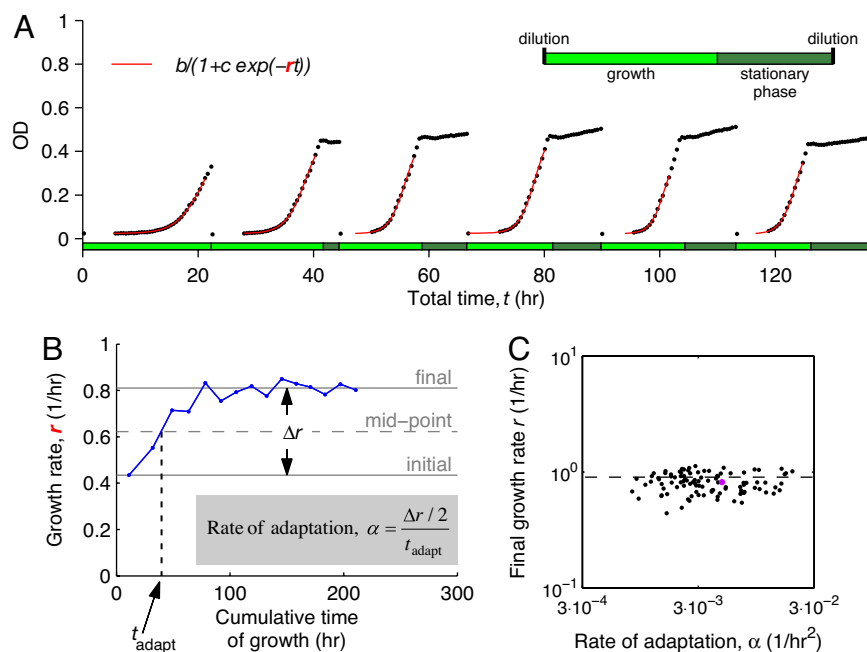 A
OD
1
0.8
0.6
0.4
0.2
0
b/(1+c exp(−rt))
dilution
dilution
growth
stationary
phase
0
20
40
60
80
100
120
Total time, t (hr)
B
Growth rate, r (1/hr)
1
0.8
0.6
0.4
0.2
0
final
mid−point
initial
Δr
Rate of adaptation, α = Δr / 2
t_adapt
0
100
200
300
t_adapt
Cumulative time
of growth (hr)
C
Final growth rate r (1/hr)
10^1
10^0
10^−1
3·10^−4
3·10^−3
3·10^−2
Rate of adaptation, α (1/hr^2)